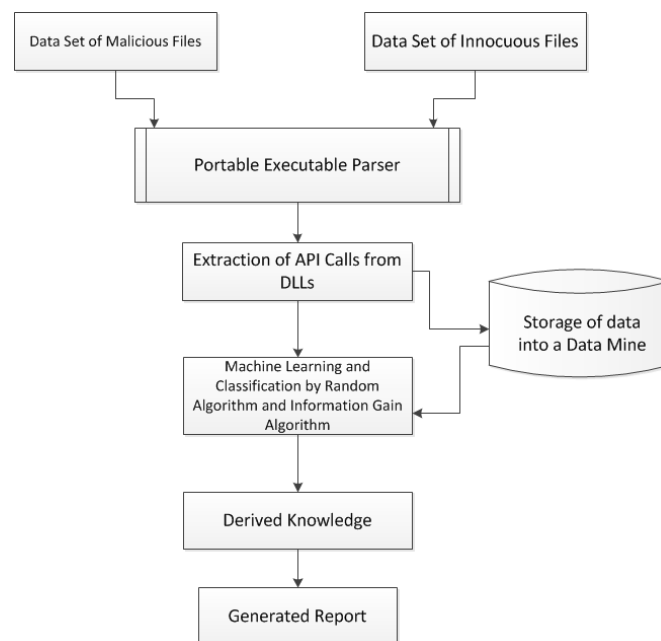 Data Set of Malicious Files
Data Set of Innocuous Files
Portable Executable Parser
Extraction of API Calls from
DLLs
Storage of data
into a Data Mine
Machine Learning and
Classification by Random
Algorithm and Information Gain
Algorithm
Derived Knowledge
Generated Report